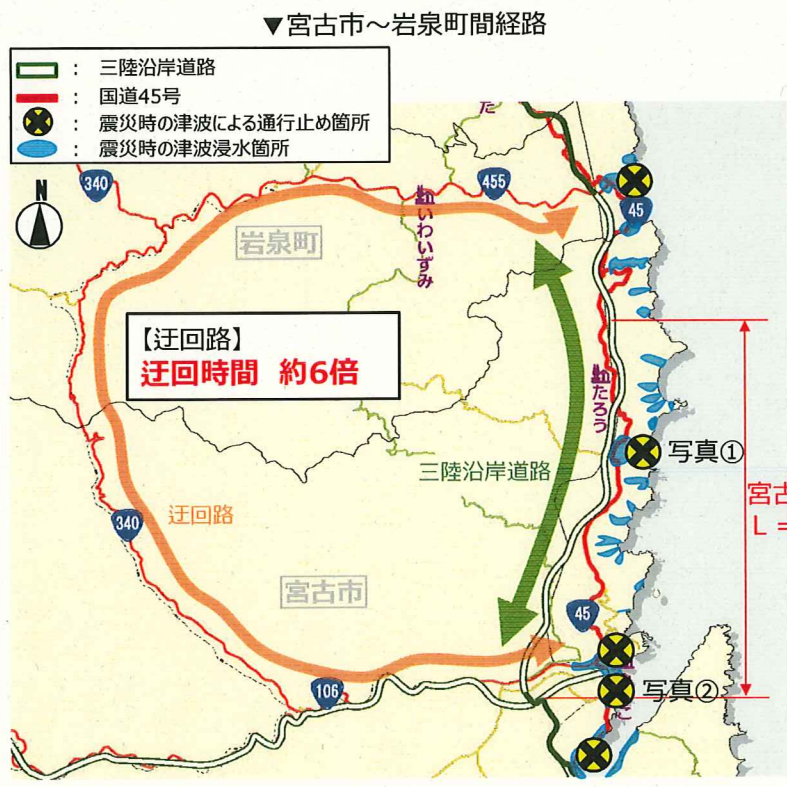 ▼宮古市～岩泉町間経路
： 三陸沿岸道路
： 国道45号
： 震災時の津波による通行止め箇所
： 震災時の津波浸水箇所
N
340
455
45
岩泉町
いわいずみ
【迂回路】
迂回時間 約6倍
たろう
写真①
三陸沿岸道路
宮古
L =
340
迂回路
宮古市
45
106
写真②